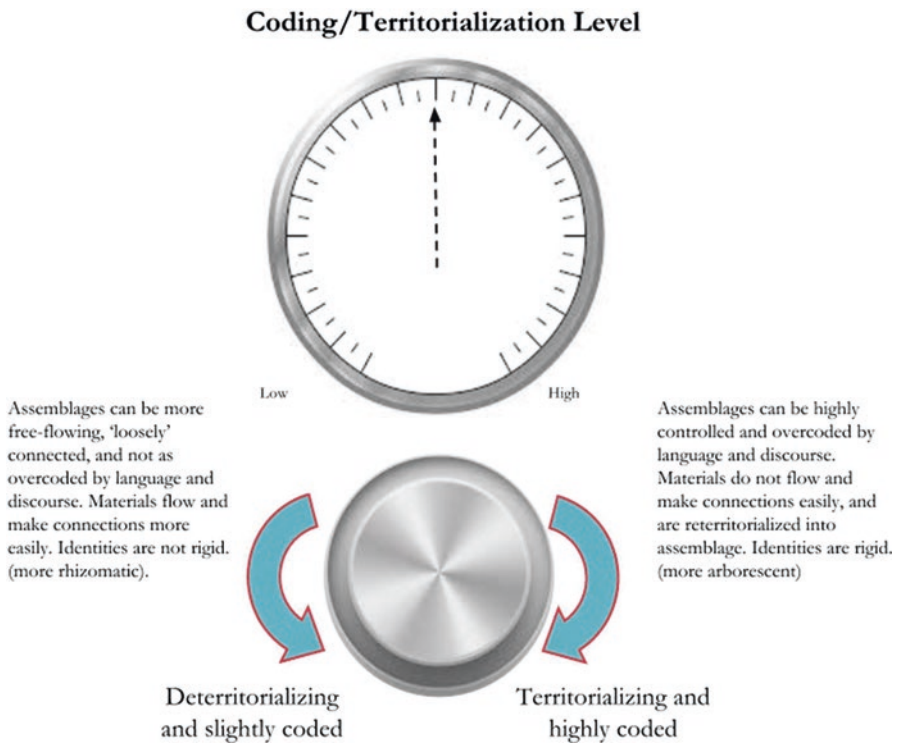 Coding/Territorialization Level
Low
High
Assemblages can be more
free-flowing, ‘loosely’
connected, and not as
overcoded by language and
discourse. Materials flow and
make connections more
easily. Identities are not rigid.
(more rhizomatic).
Assemblages can be highly
controlled and overcoded by
language and discourse.
Materials do not flow and
make connections easily, and
are reterritorialized into
assemblage. Identities are rigid.
(more arborescent)
Deterritorializing
and slightly coded
Territorializing and
highly coded